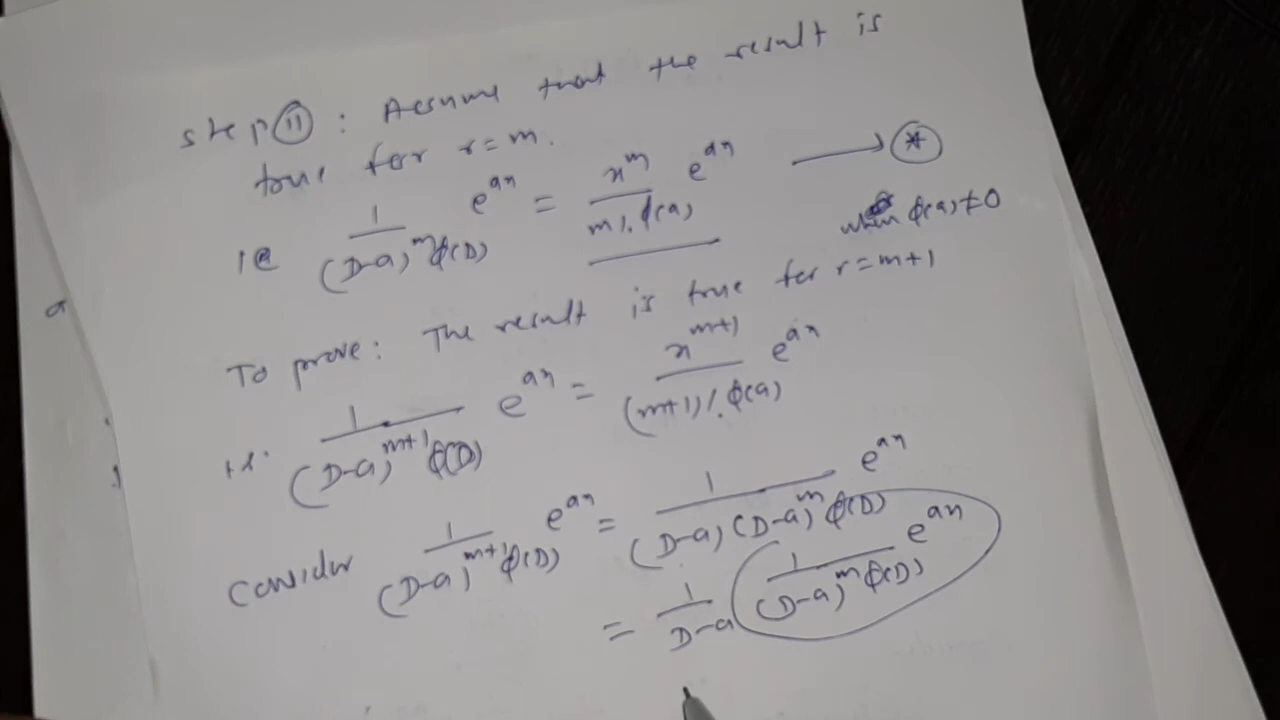 step (ii) : Assume that the result is
true for r=m.
ie 1/((D-a)^m φ(D)) e^{ax} = x^m/(m! φ(a)) e^{ax} → (*)
when φ(a)≠0
To prove: The result is true for r=m+1
i.e. 1/((D-a)^{m+1} φ(D)) e^{ax} = x^{m+1}/((m+1)! φ(a)) e^{ax}
Consider 1/((D-a)^{m+1} φ(D)) e^{ax} = 1/((D-a)(D-a)^m φ(D)) e^{ax}
= 1/(D-a) (1/((D-a)^m φ(D)) e^{ax})